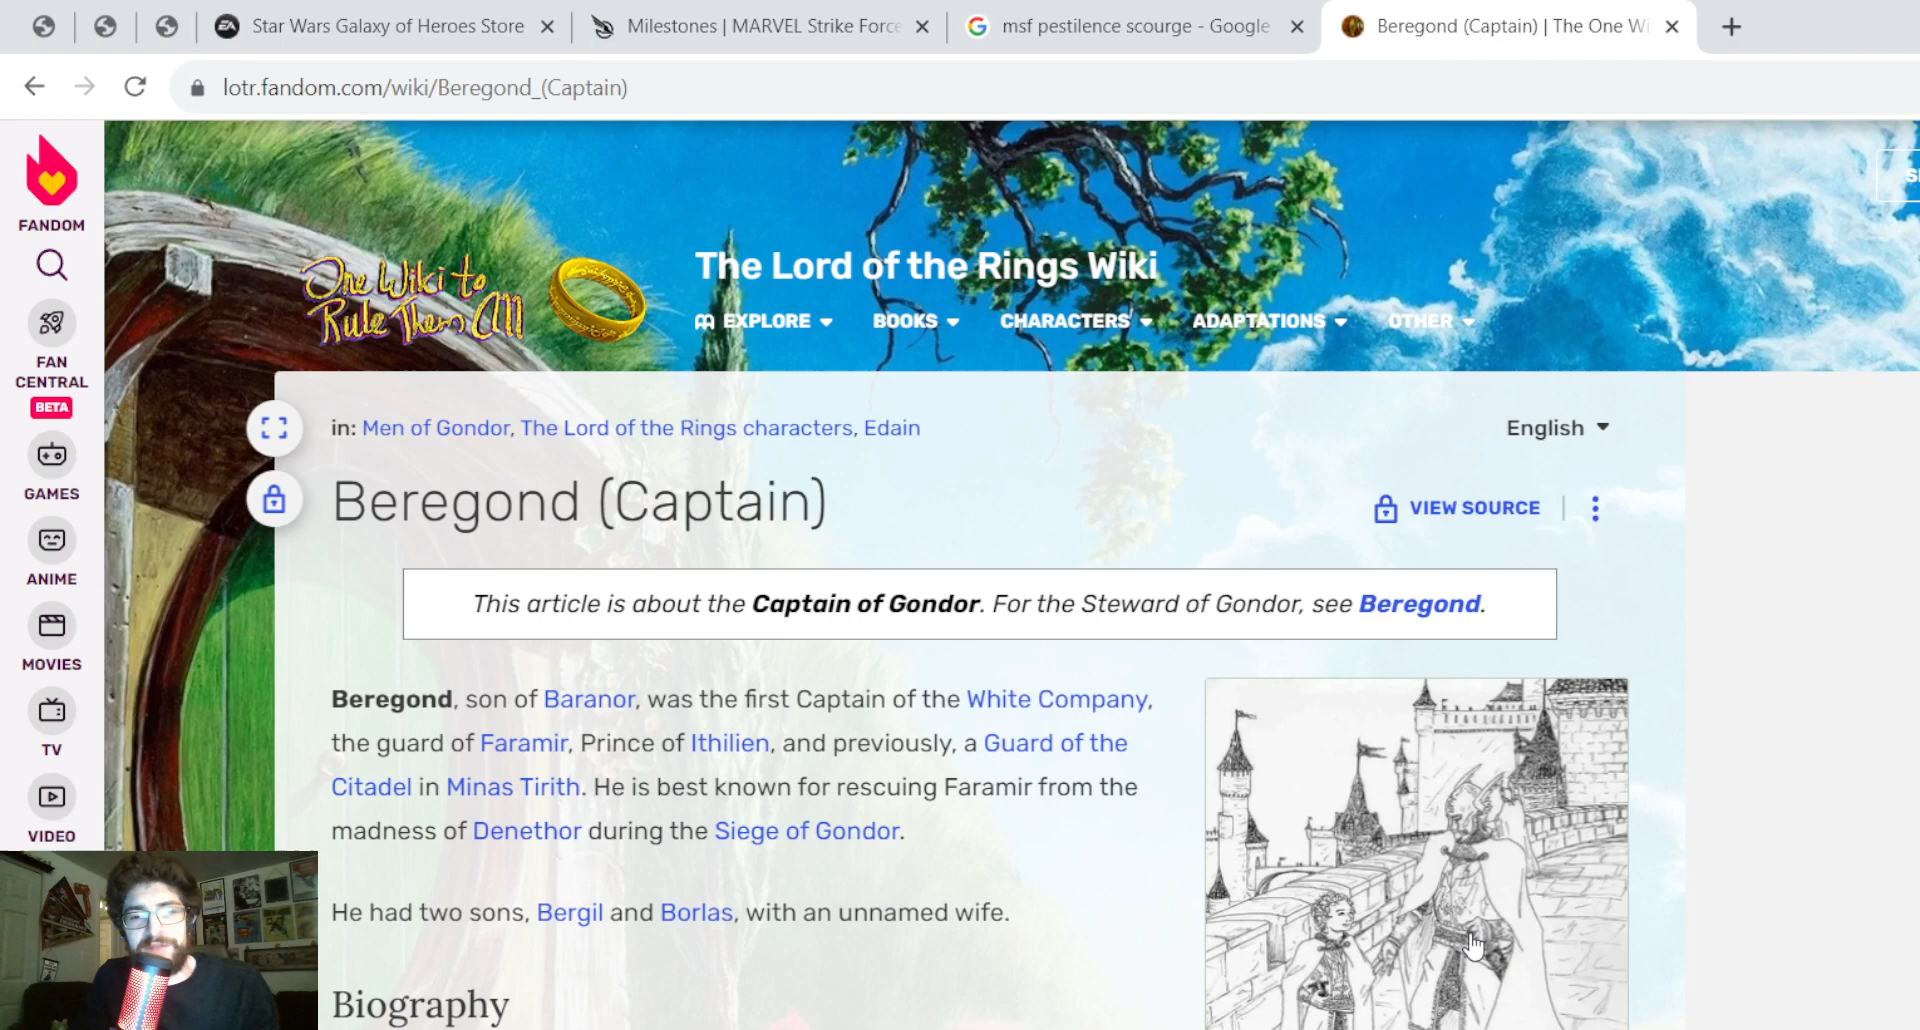 Star Wars Galaxy of Heroes Store
Milestones | MARVEL Strike Force
msf pestilence scourge - Google
Beregond (Captain) | The One Wi
lotr.fandom.com/wiki/Beregond_(Captain)
FANDOM
FAN
CENTRAL
BETA
GAMES
ANIME
MOVIES
TV
VIDEO
One Wiki to
Rule Them All
The Lord of the Rings Wiki
EXPLORE
BOOKS
CHARACTERS
ADAPTATIONS
OTHER
in: Men of Gondor, The Lord of the Rings characters, Edain
English
Beregond (Captain)
VIEW SOURCE
This article is about the Captain of Gondor. For the Steward of Gondor, see Beregond.
Beregond, son of Baranor, was the first Captain of the White Company,
the guard of Faramir, Prince of Ithilien, and previously, a Guard of the
Citadel in Minas Tirith. He is best known for rescuing Faramir from the
madness of Denethor during the Siege of Gondor.
He had two sons, Bergil and Borlas, with an unnamed wife.
Biography